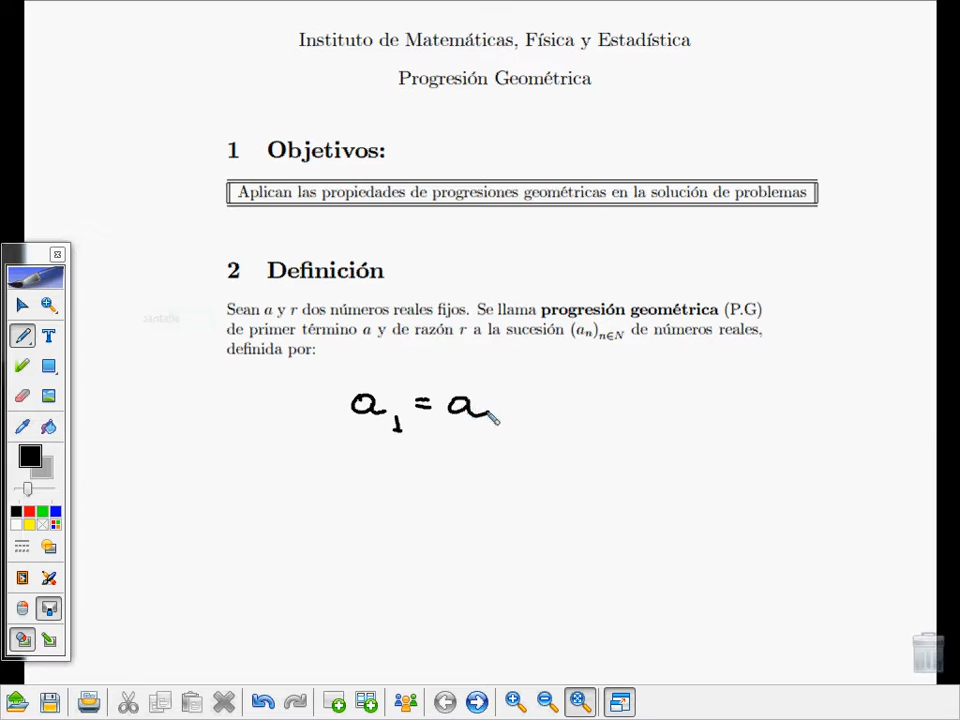 Instituto de Matemáticas, Física y Estadística
Progresión Geométrica
1 Objetivos:
Aplican las propiedades de progresiones geométricas en la solución de problemas
2 Definición
Sean a y r dos números reales fijos. Se llama progresión geométrica (P.G)
de primer término a y de razón r a la sucesión (aₙ)ₙ∈N de números reales,
definida por:
a₁ = a